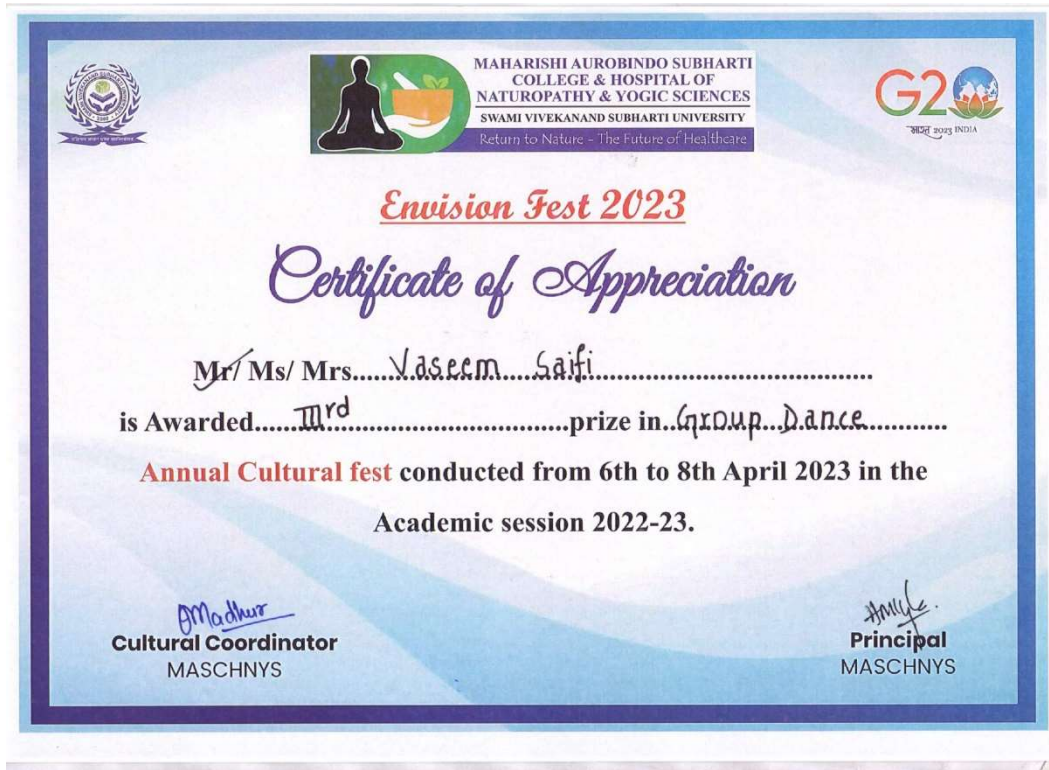 MAHARISHI AUROBINDO SUBHARTI
COLLEGE & HOSPITAL OF
NATUROPATHY & YOGIC SCIENCES
SWAMI VIVEKANAND SUBHARTI UNIVERSITY
Return to Nature - The Future of Healthcare
G20
भारत 2023 INDIA
Envision Fest 2023
Certificate of Appreciation
Mr/ Ms/ Mrs.....Vaseem Saifi.....
is Awarded.....IIIrd.....prize in..Group Dance.....
Annual Cultural fest conducted from 6th to 8th April 2023 in the
Academic session 2022-23.
Madhur
Cultural Coordinator
MASCHNYS
Principal
MASCHNYS